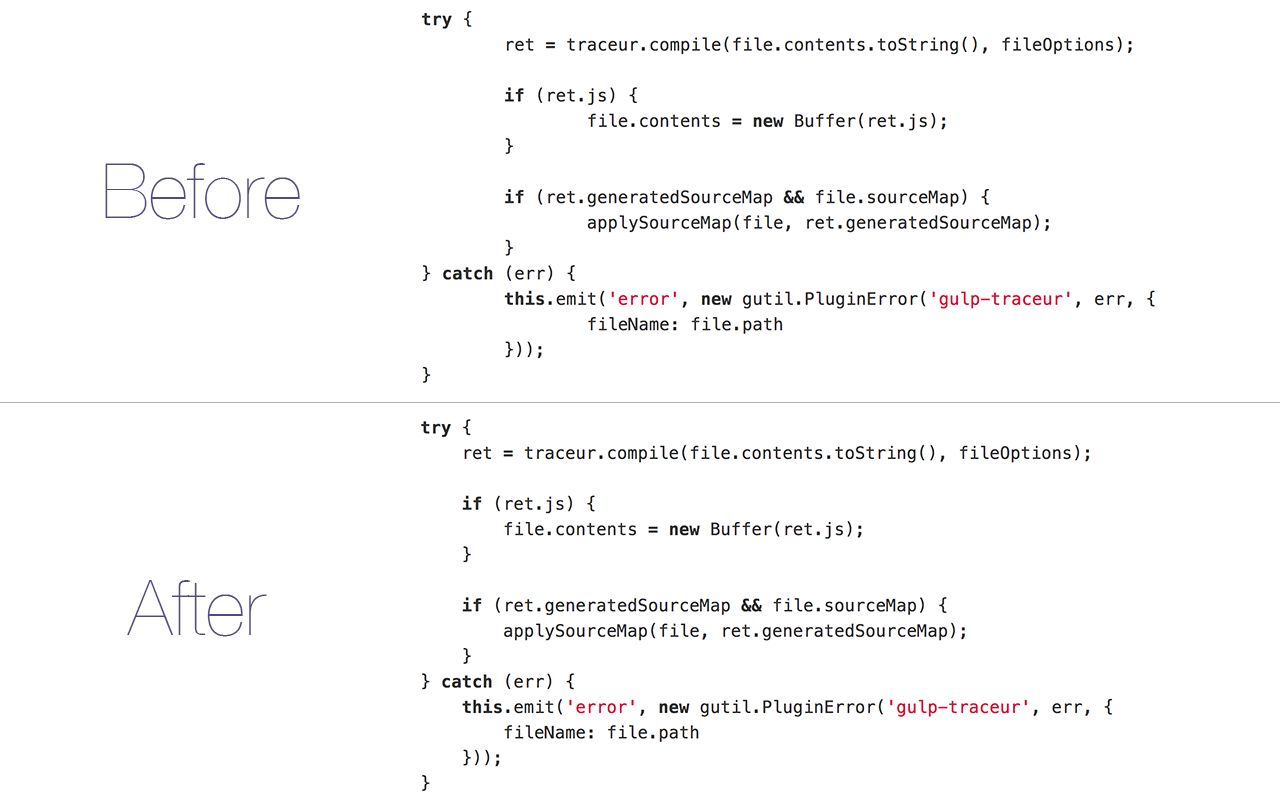 Before
try {
        ret = traceur.compile(file.contents.toString(), fileOptions);

        if (ret.js) {
                file.contents = new Buffer(ret.js);
        }

        if (ret.generatedSourceMap && file.sourceMap) {
                applySourceMap(file, ret.generatedSourceMap);
        }
} catch (err) {
        this.emit('error', new gutil.PluginError('gulp-traceur', err, {
                fileName: file.path
        }));
}
After
try {
    ret = traceur.compile(file.contents.toString(), fileOptions);

    if (ret.js) {
        file.contents = new Buffer(ret.js);
    }

    if (ret.generatedSourceMap && file.sourceMap) {
        applySourceMap(file, ret.generatedSourceMap);
    }
} catch (err) {
    this.emit('error', new gutil.PluginError('gulp-traceur', err, {
        fileName: file.path
    }));
}